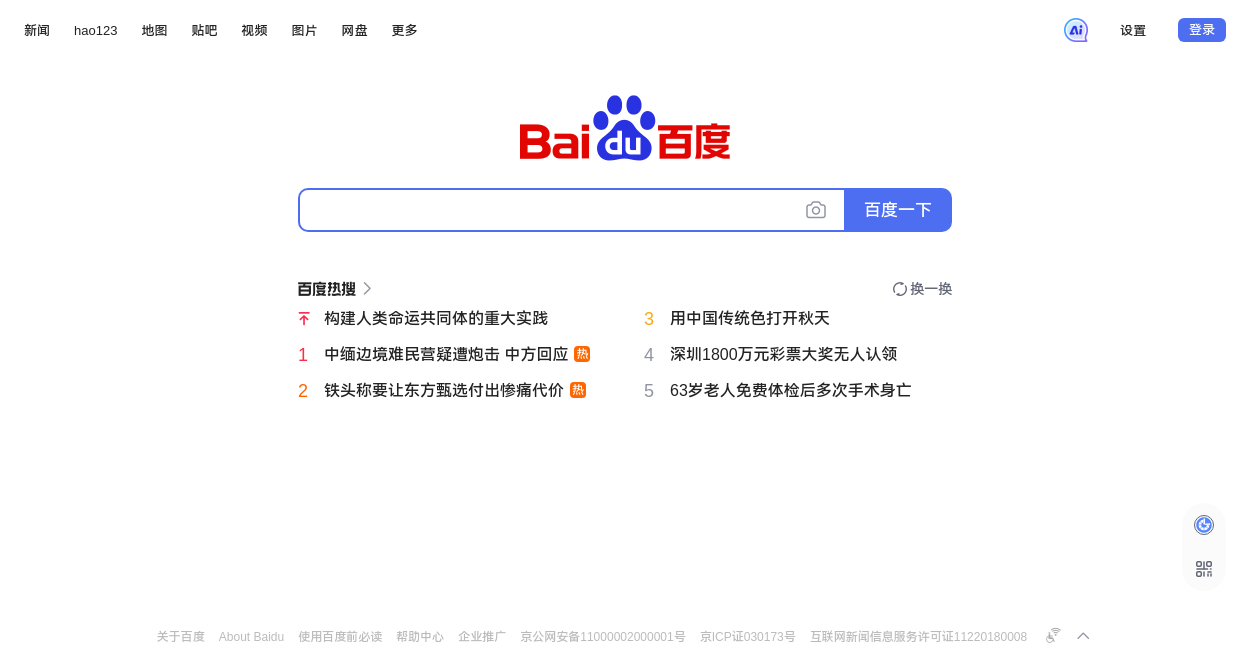 新闻 hao123 地图 贴吧 视频 图片 网盘 更多 Ai 设置 登录
Bai du 百度
百度一下
百度热搜 换一换
构建人类命运共同体的重大实践
1 中缅边境难民营疑遭炮击 中方回应 热
2 铁头称要让东方甄选付出惨痛代价 热
3 用中国传统色打开秋天
4 深圳1800万元彩票大奖无人认领
5 63岁老人免费体检后多次手术身亡
关于百度 About Baidu 使用百度前必读 帮助中心 企业推广 京公网安备11000002000001号 京ICP证030173号 互联网新闻信息服务许可证11220180008